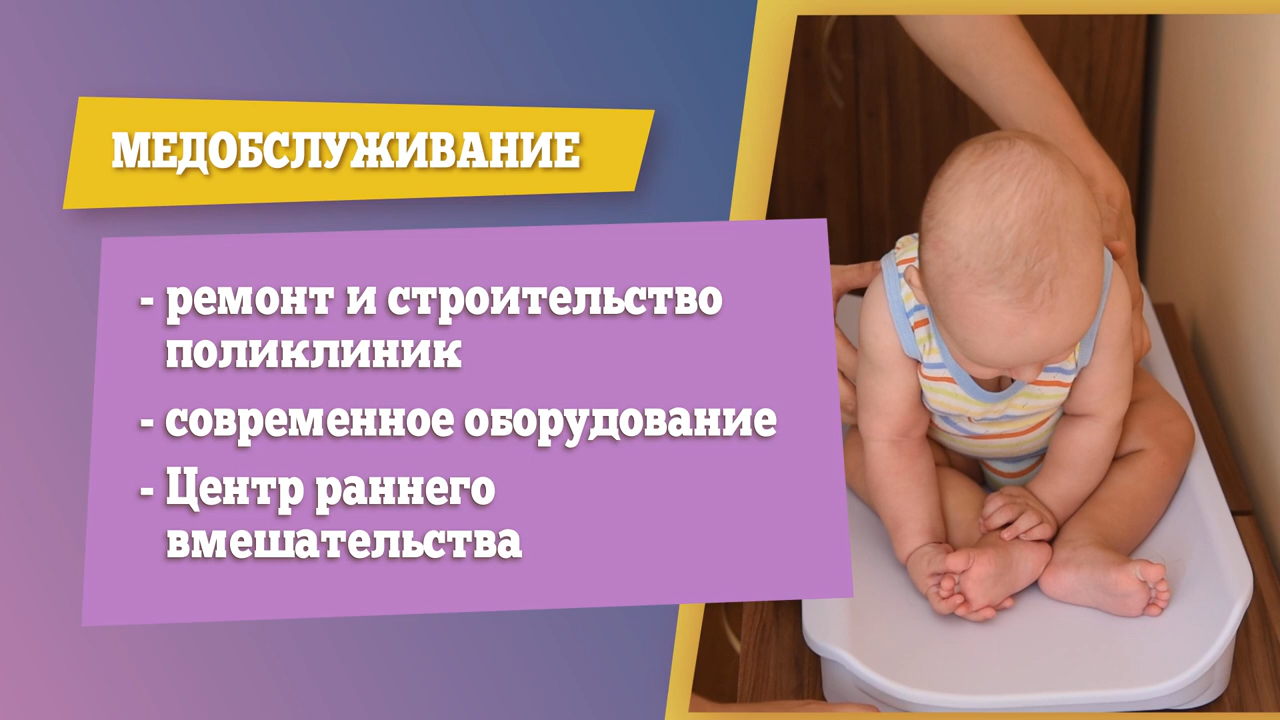 МЕДОБСЛУЖИВАНИЕ
- ремонт и строительство
поликлиник
- современное оборудование
- Центр раннего
вмешательства